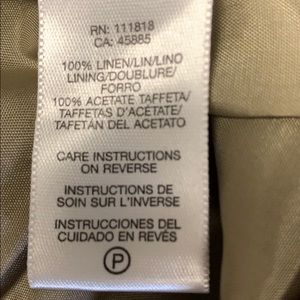 RN: 111818
CA: 45885
100% LINEN/LIN/LINO
LINING/DOUBLURE/
FORRO
100% ACETATE TAFFETA/
TAFFETAS D'ACÉTATE/
TAFETÁN DEL ACETATO
CARE INSTRUCTIONS
ON REVERSE
INSTRUCTIONS DE
SOIN SUR L'INVERSE
INSTRUCCIONES DEL
CUIDADO EN REVÉS
P